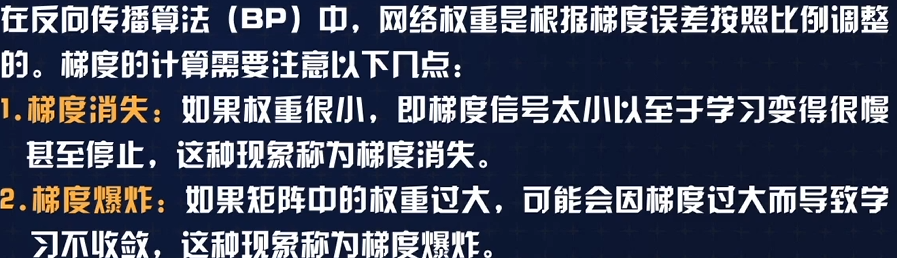 在反向传播算法（BP）中，网络权重是根据梯度误差按照比例调整
的。梯度的计算需要注意以下几点：
1.梯度消失：如果权重很小，即梯度信号太小以至于学习变得很慢
甚至停止，这种现象称为梯度消失。
2.梯度爆炸：如果矩阵中的权重过大，可能会因梯度过大而导致学
习不收敛，这种现象称为梯度爆炸。